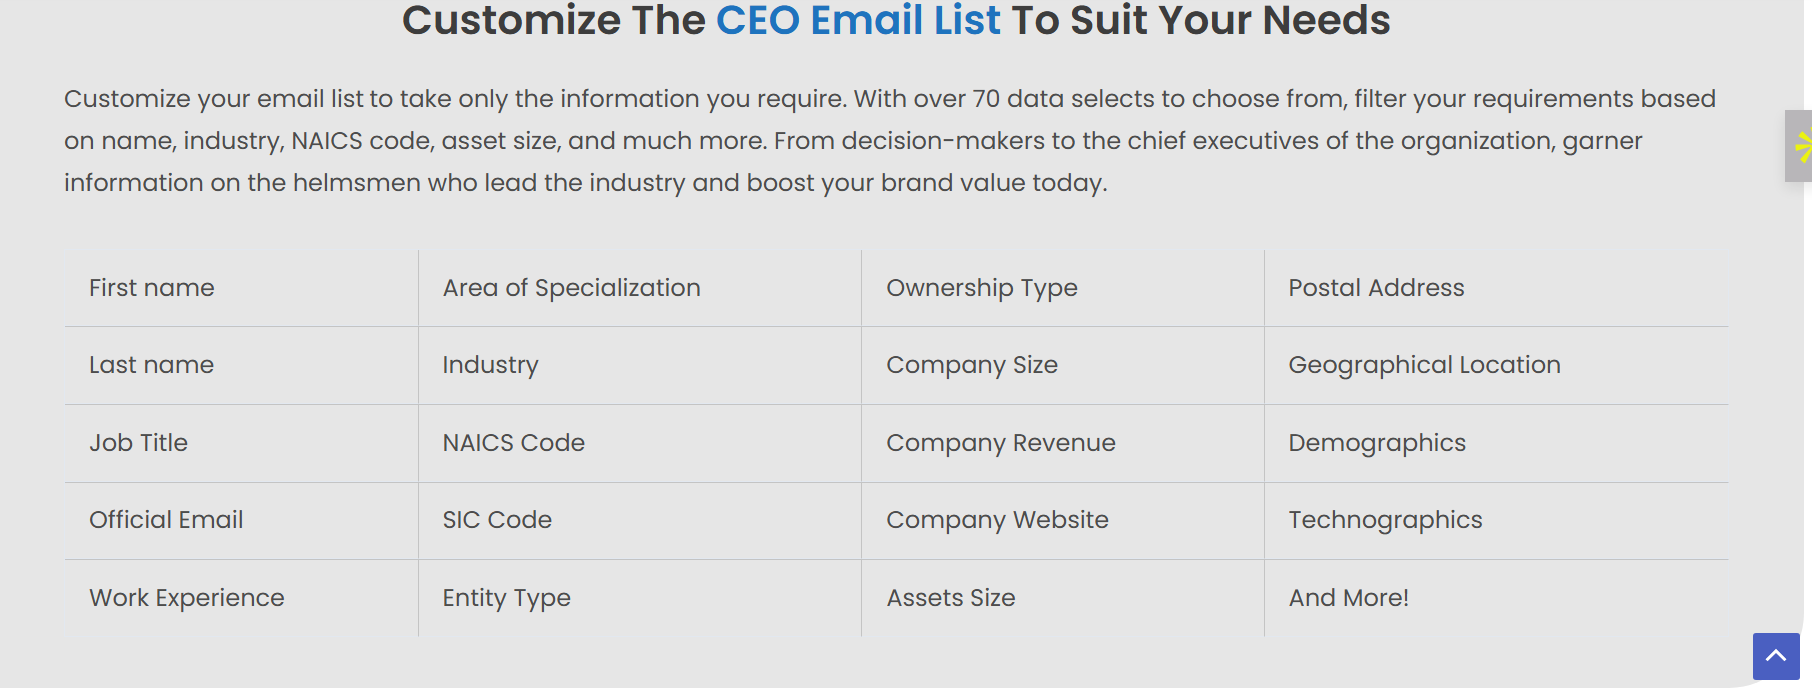 Customize The CEO Email List To Suit Your Needs
Customize your email list to take only the information you require. With over 70 data selects to choose from, filter your requirements based
on name, industry, NAICS code, asset size, and much more. From decision-makers to the chief executives of the organization, garner
information on the helmsmen who lead the industry and boost your brand value today.
First name Area of Specialization Ownership Type Postal Address
Last name Industry Company Size Geographical Location
Job Title NAICS Code Company Revenue Demographics
Official Email SIC Code Company Website Technographics
Work Experience Entity Type Assets Size And More!